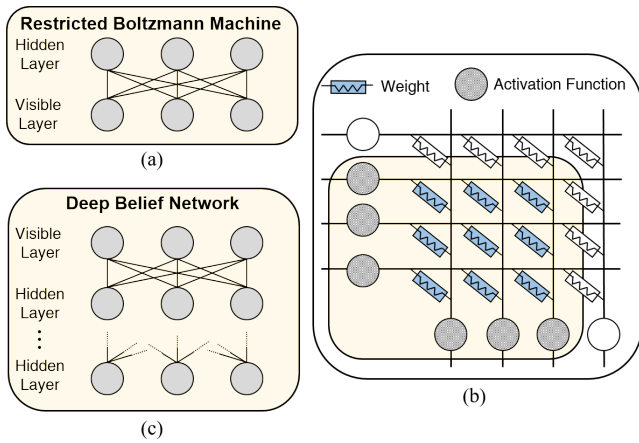 Restricted Boltzmann Machine
Hidden
Layer
Visible
Layer
(a)
Deep Belief Network
Visible
Layer
Hidden
Layer
Hidden
Layer
(c)
Weight
Activation Function
(b)